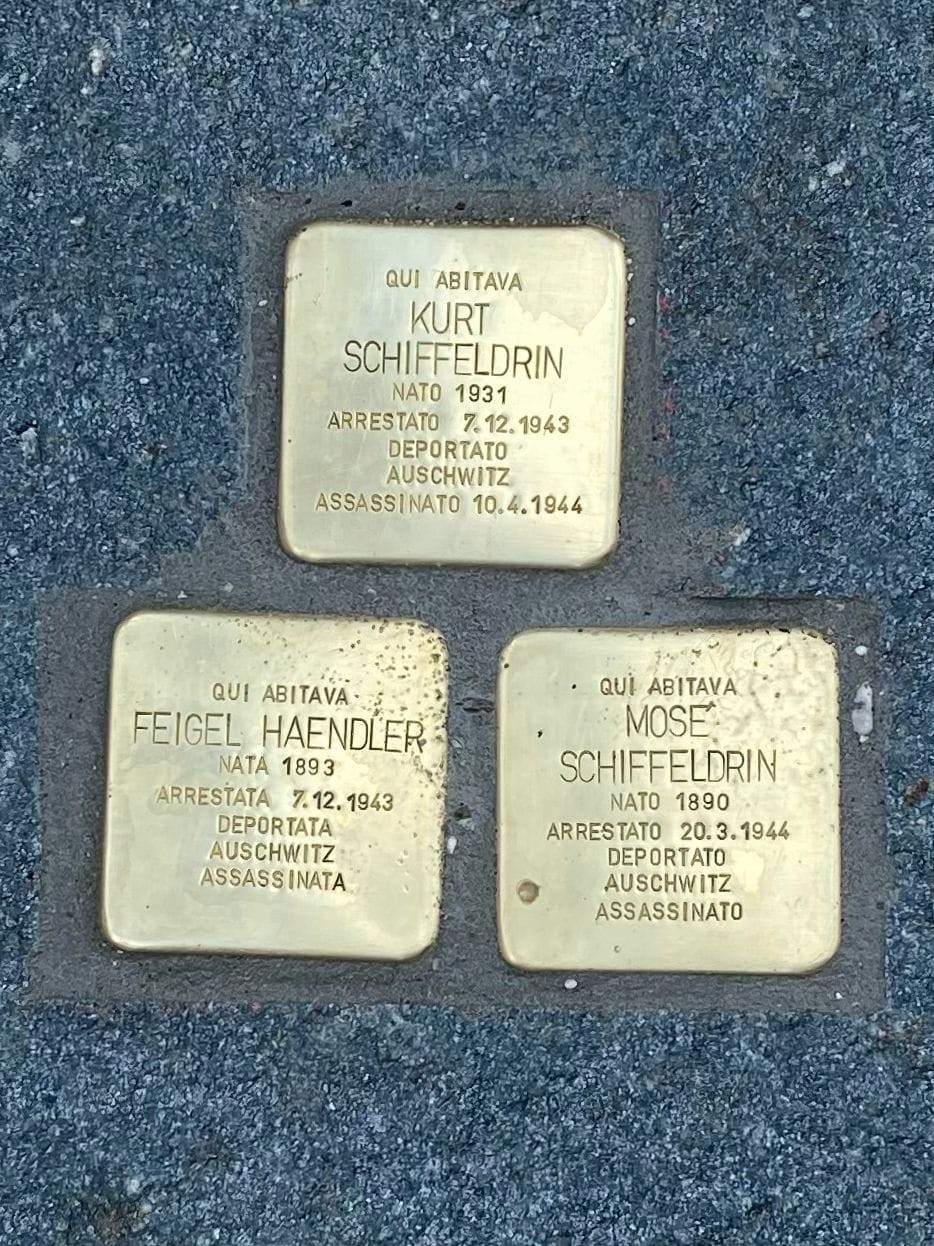 QUI ABITAVA
KURT
SCHIFFELDRIN
NATO 1931
ARRESTATO 7.12.1943
DEPORTATO
AUSCHWITZ
ASSASSINATO 10.4.1944
QUI ABITAVA
FEIGEL HAENDLER
NATA 1893
ARRESTATA 7.12.1943
DEPORTATA
AUSCHWITZ
ASSASSINATA
QUI ABITAVA
MOSE'
SCHIFFELDRIN
NATO 1890
ARRESTATO 20.3.1944
DEPORTATO
AUSCHWITZ
ASSASSINATO